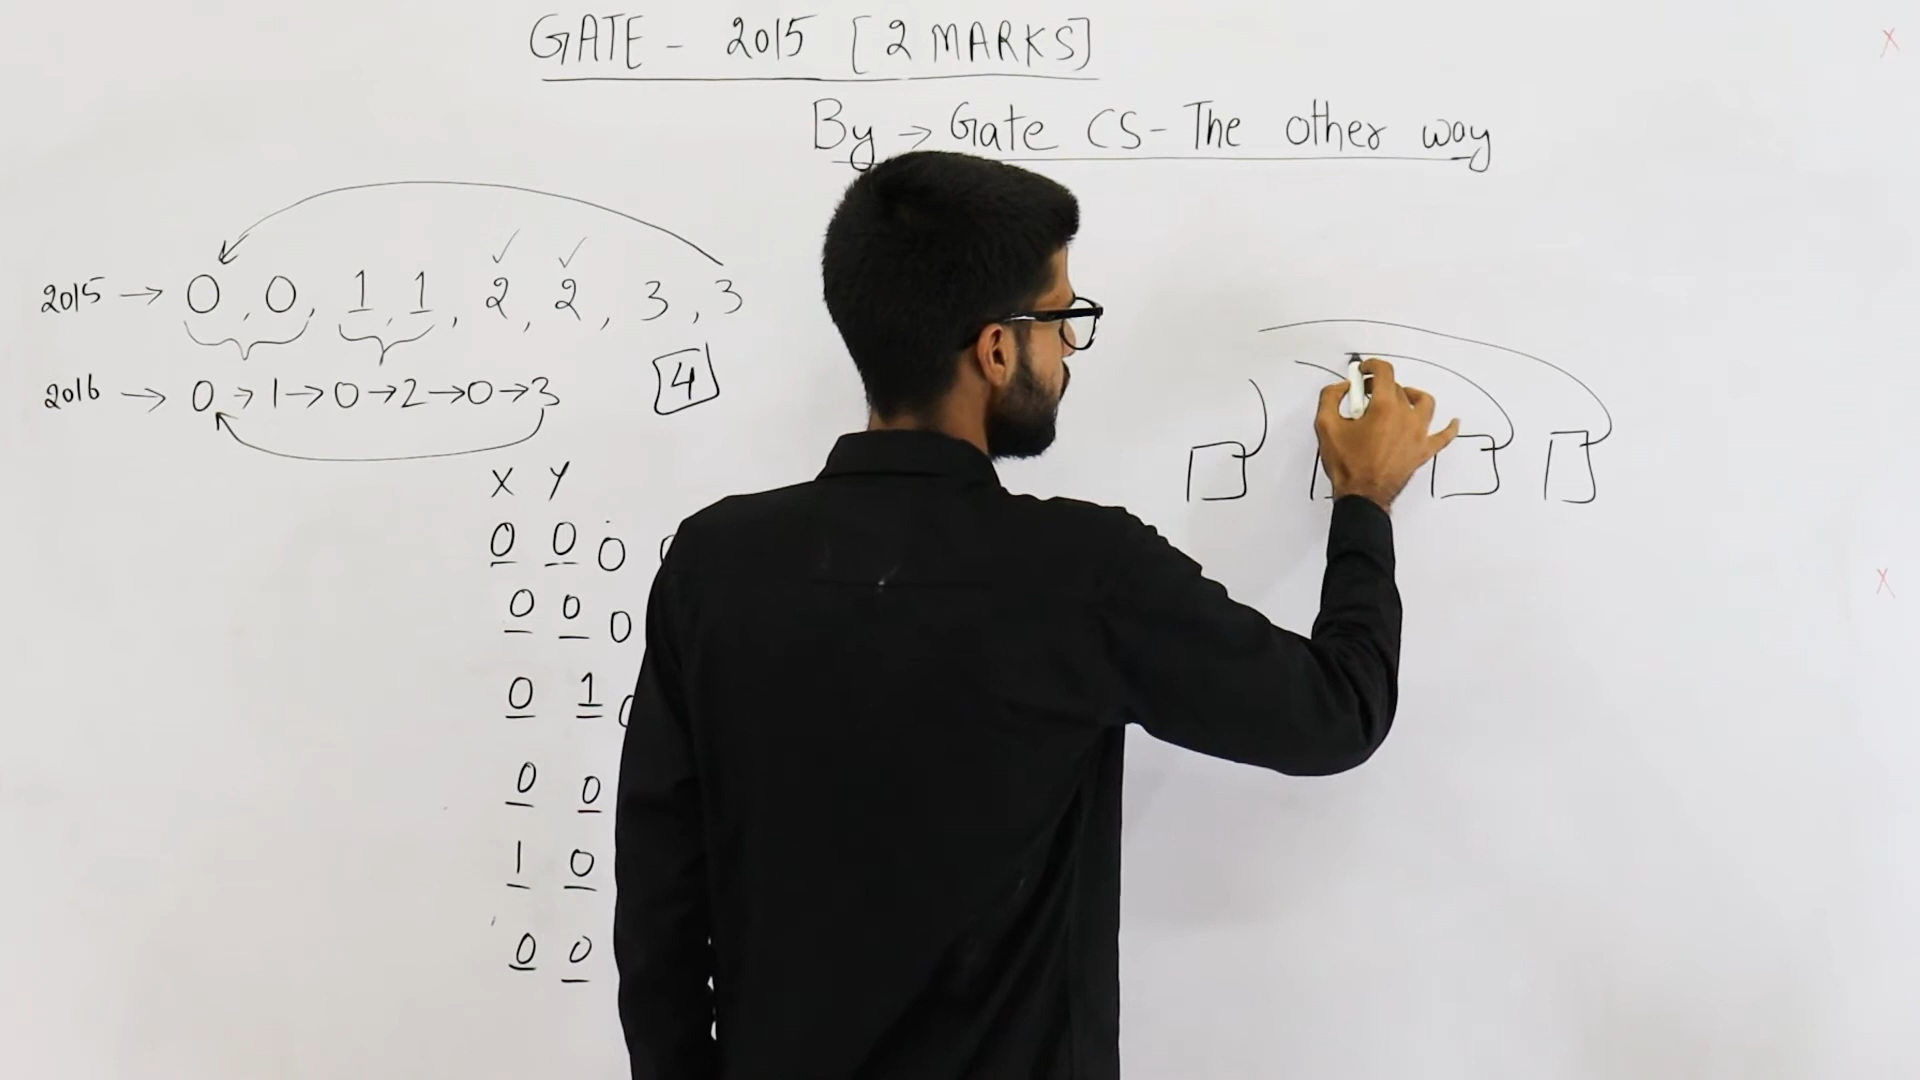 GATE - 2015 [2 MARKS]
By → Gate CS - The other way
2015 → 0, 0, 1, 1, 2, 2, 3, 3
2016 → 0 → 1 → 0 → 2 → 0 → 3
4
X Y
0 0 0
0 0 0
0 1
0 0
1 0
0 0
X
X